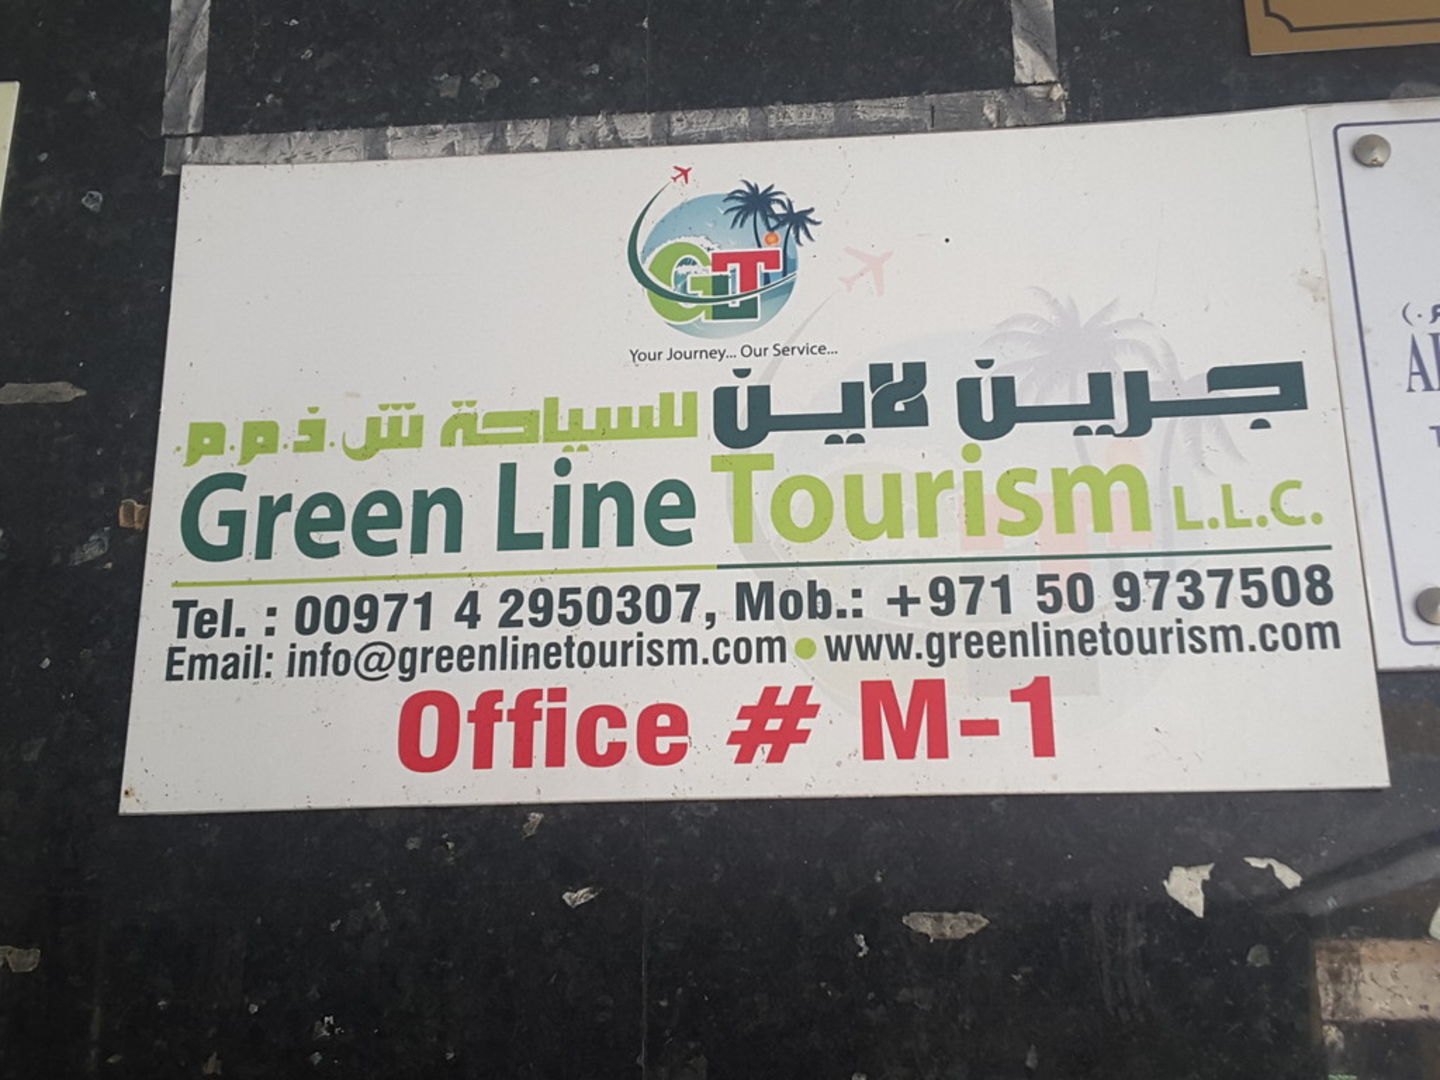 GLT
Your Journey... Our Service...
جرين لاين للسياحة ش.ذ.م.م.
Green Line Tourism L.L.C.
Tel. : 00971 4 2950307, Mob.: +971 50 9737508
Email: info@greenlinetourism.com • www.greenlinetourism.com
Office # M-1